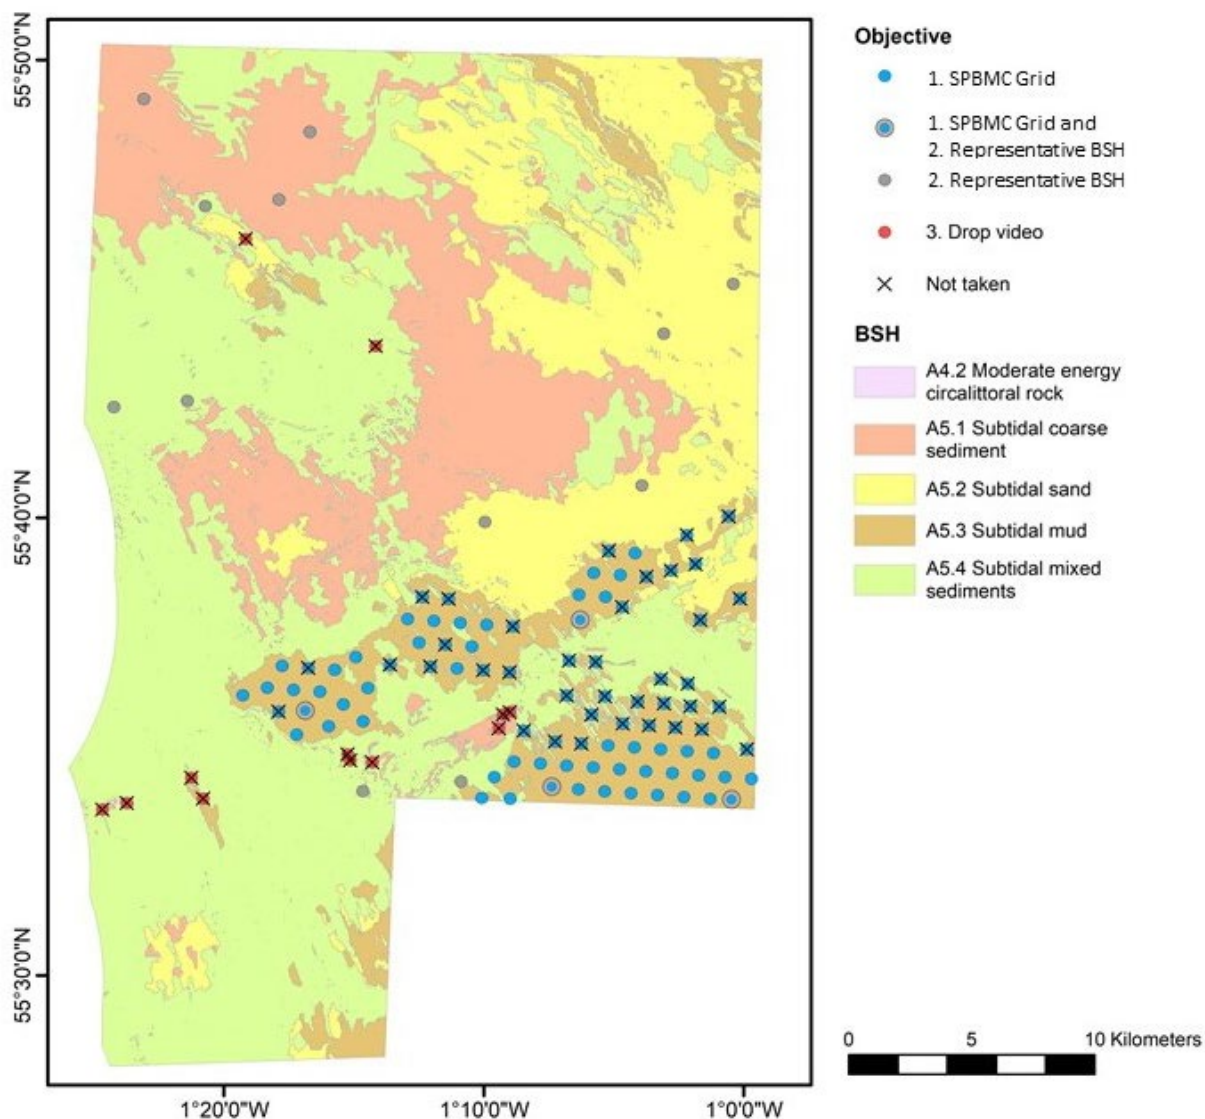 55°50'0"N
55°40'0"N
55°30'0"N
1°20'0"W
1°10'0"W
1°0'0"W
Objective
1. SPBMC Grid
1. SPBMC Grid and
2. Representative BSH
2. Representative BSH
3. Drop video
Not taken
BSH
A4.2 Moderate energy
circalittoral rock
A5.1 Subtidal coarse
sediment
A5.2 Subtidal sand
A5.3 Subtidal mud
A5.4 Subtidal mixed
sediments
0 5 10 Kilometers